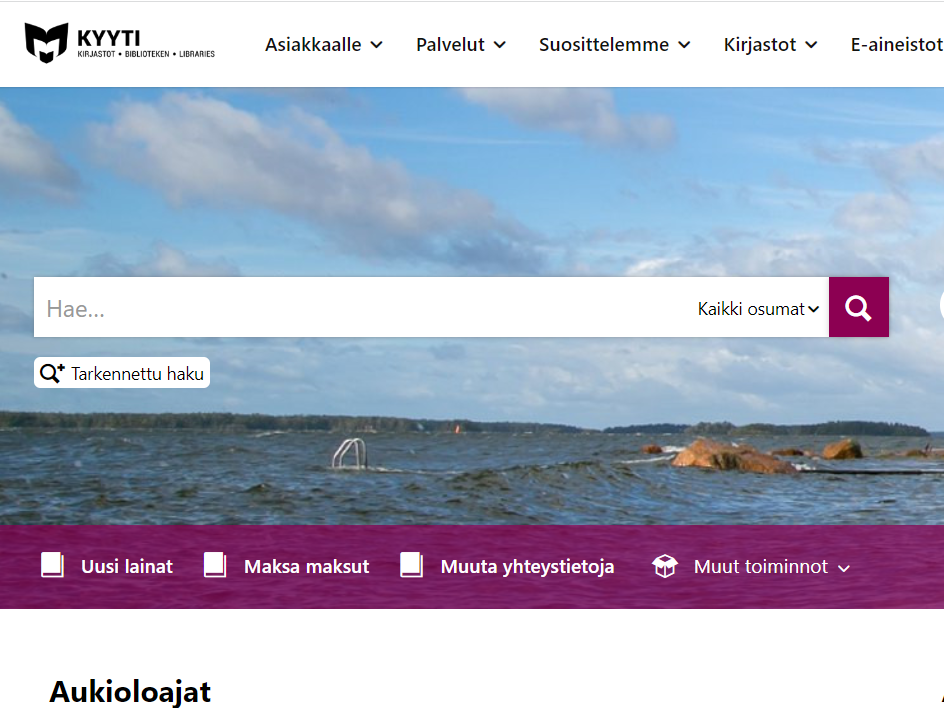 KYYTI
KIRJASTOT • BIBLIOTEKEN • LIBRARIES
Asiakkaalle Palvelut Suosittelemme Kirjastot E-aineistot
Hae... Kaikki osumat
Tarkennettu haku
Uusi lainat Maksa maksut Muuta yhteystietoja Muut toiminnot
Aukioloajat